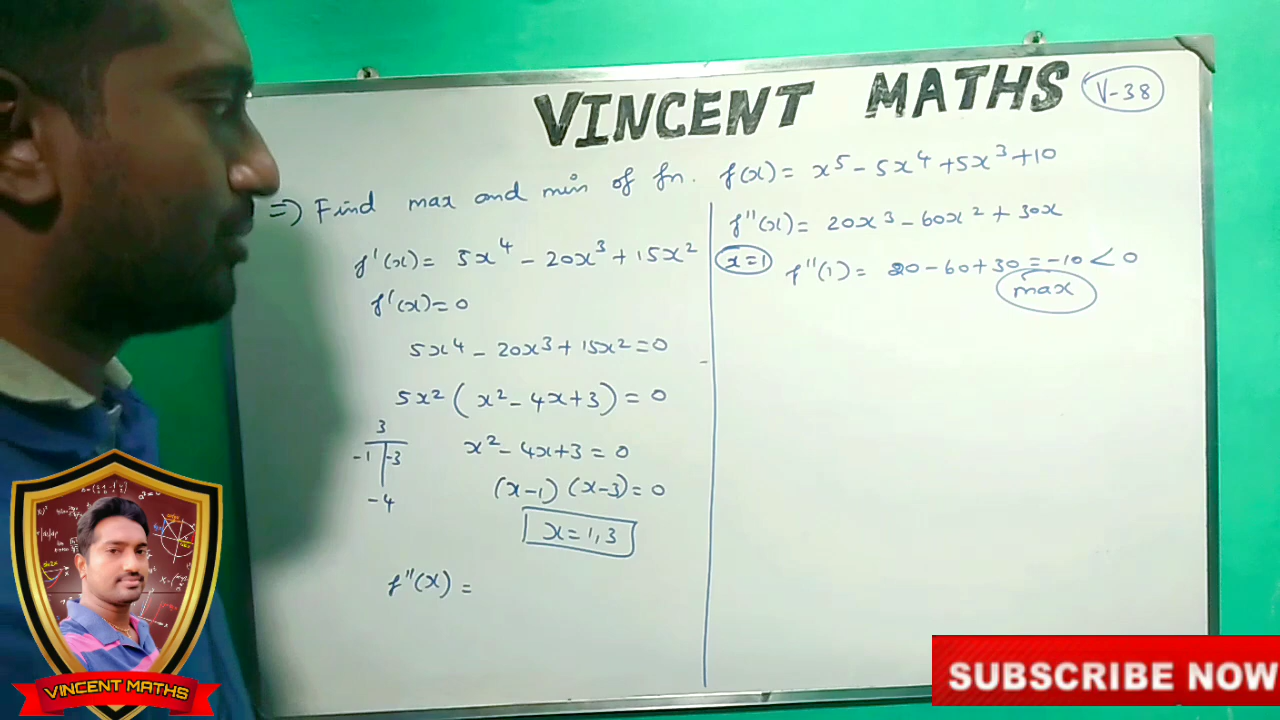 VINCENT MATHS V-38
=) Find max and min of fn. f(x) = x⁵ - 5x⁴ + 5x³ + 10
f'(x) = 5x⁴ - 20x³ + 15x²
f'(x) = 0
5x⁴ - 20x³ + 15x² = 0
5x² ( x² - 4x + 3 ) = 0
3
-1 -3
-4
x² - 4x + 3 = 0
(x-1) (x-3) = 0
x = 1, 3
f''(x) =
f''(x) = 20x³ - 60x² + 30x
x = 1 f''(1) = 20 - 60 + 30 = -10 < 0
max
VINCENT MATHS
SUBSCRIBE NOW